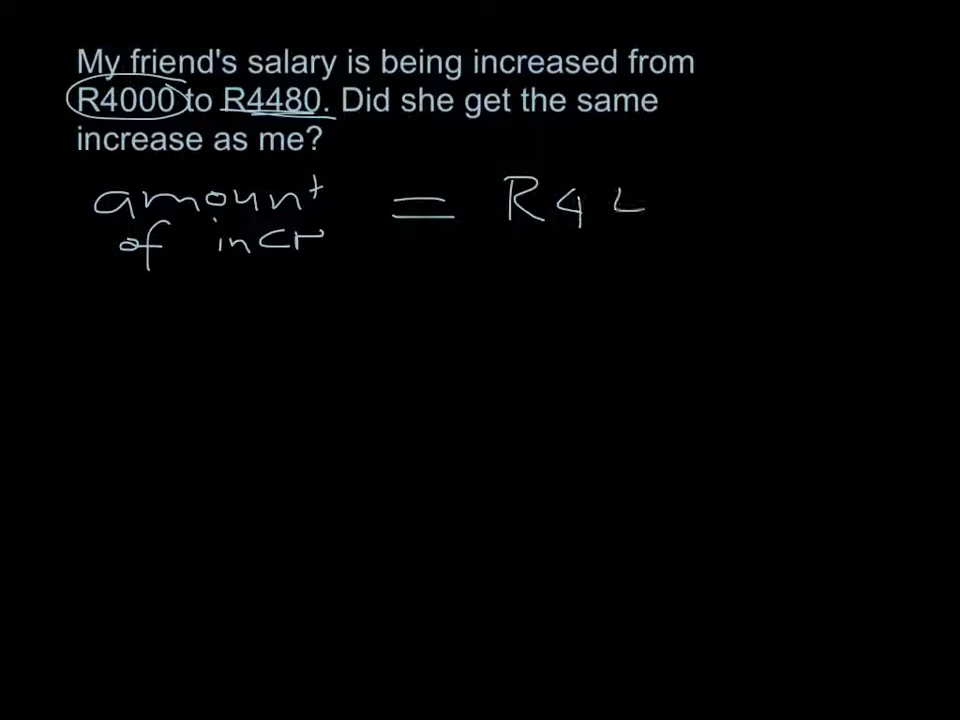 My friend's salary is being increased from
R4000 to R4480. Did she get the same
increase as me?
amount = R44
of incr